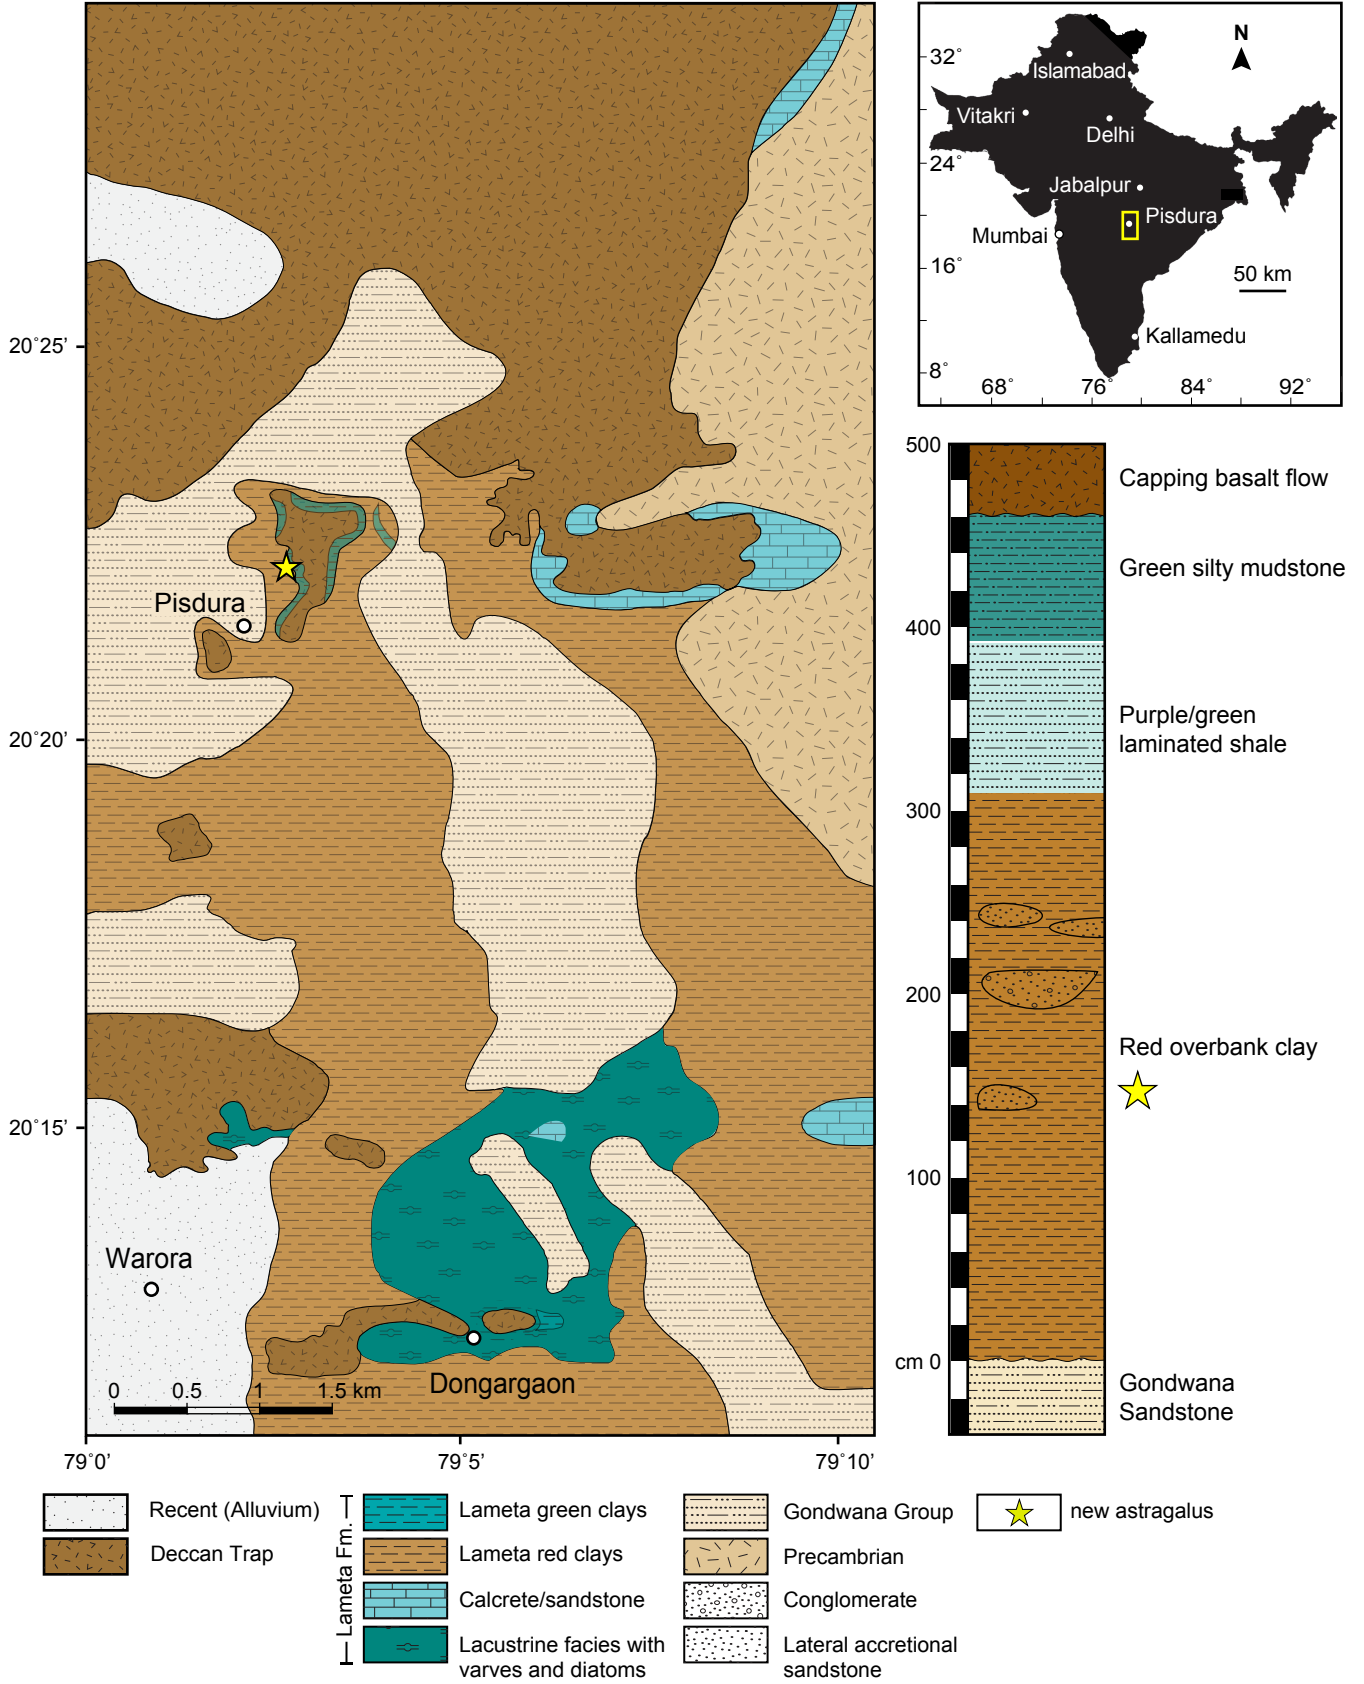 20°25'
20°20'
20°15'
79°0'
79°5'
79°10'
Pisdura
Warora
Dongargaon
0 0.5 1 1.5 km
N
32°
24°
16°
8°
68° 76° 84° 92°
Islamabad
Vitakri
Delhi
Jabalpur
Pisdura
Mumbai
50 km
Kallamedu
500
400
300
200
100
cm 0
Capping basalt flow
Green silty mudstone
Purple/green
laminated shale
Red overbank clay
Gondwana
Sandstone
Recent (Alluvium)
Deccan Trap
Lameta Fm.
Lameta green clays
Lameta red clays
Calcrete/sandstone
Lacustrine facies with
varves and diatoms
Gondwana Group
Precambrian
Conglomerate
Lateral accretional
sandstone
new astragalus